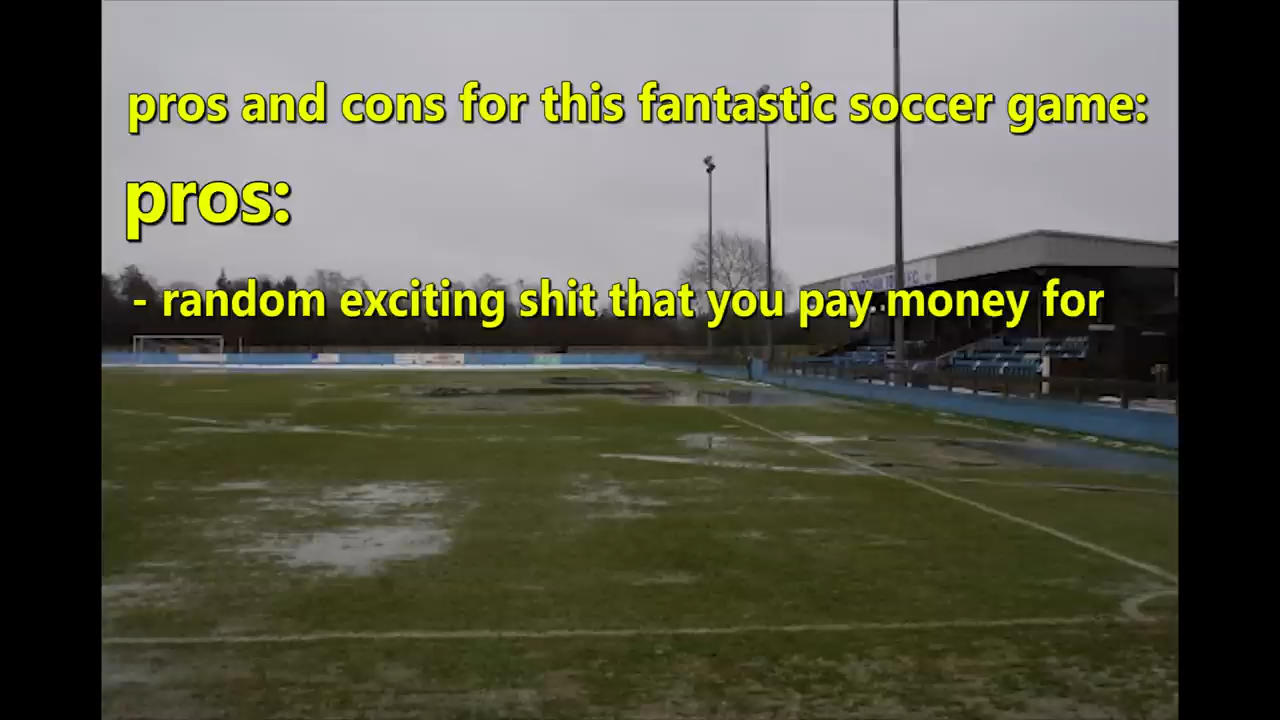 pros and cons for this fantastic soccer game:
pros:
- random exciting shit that you pay money for